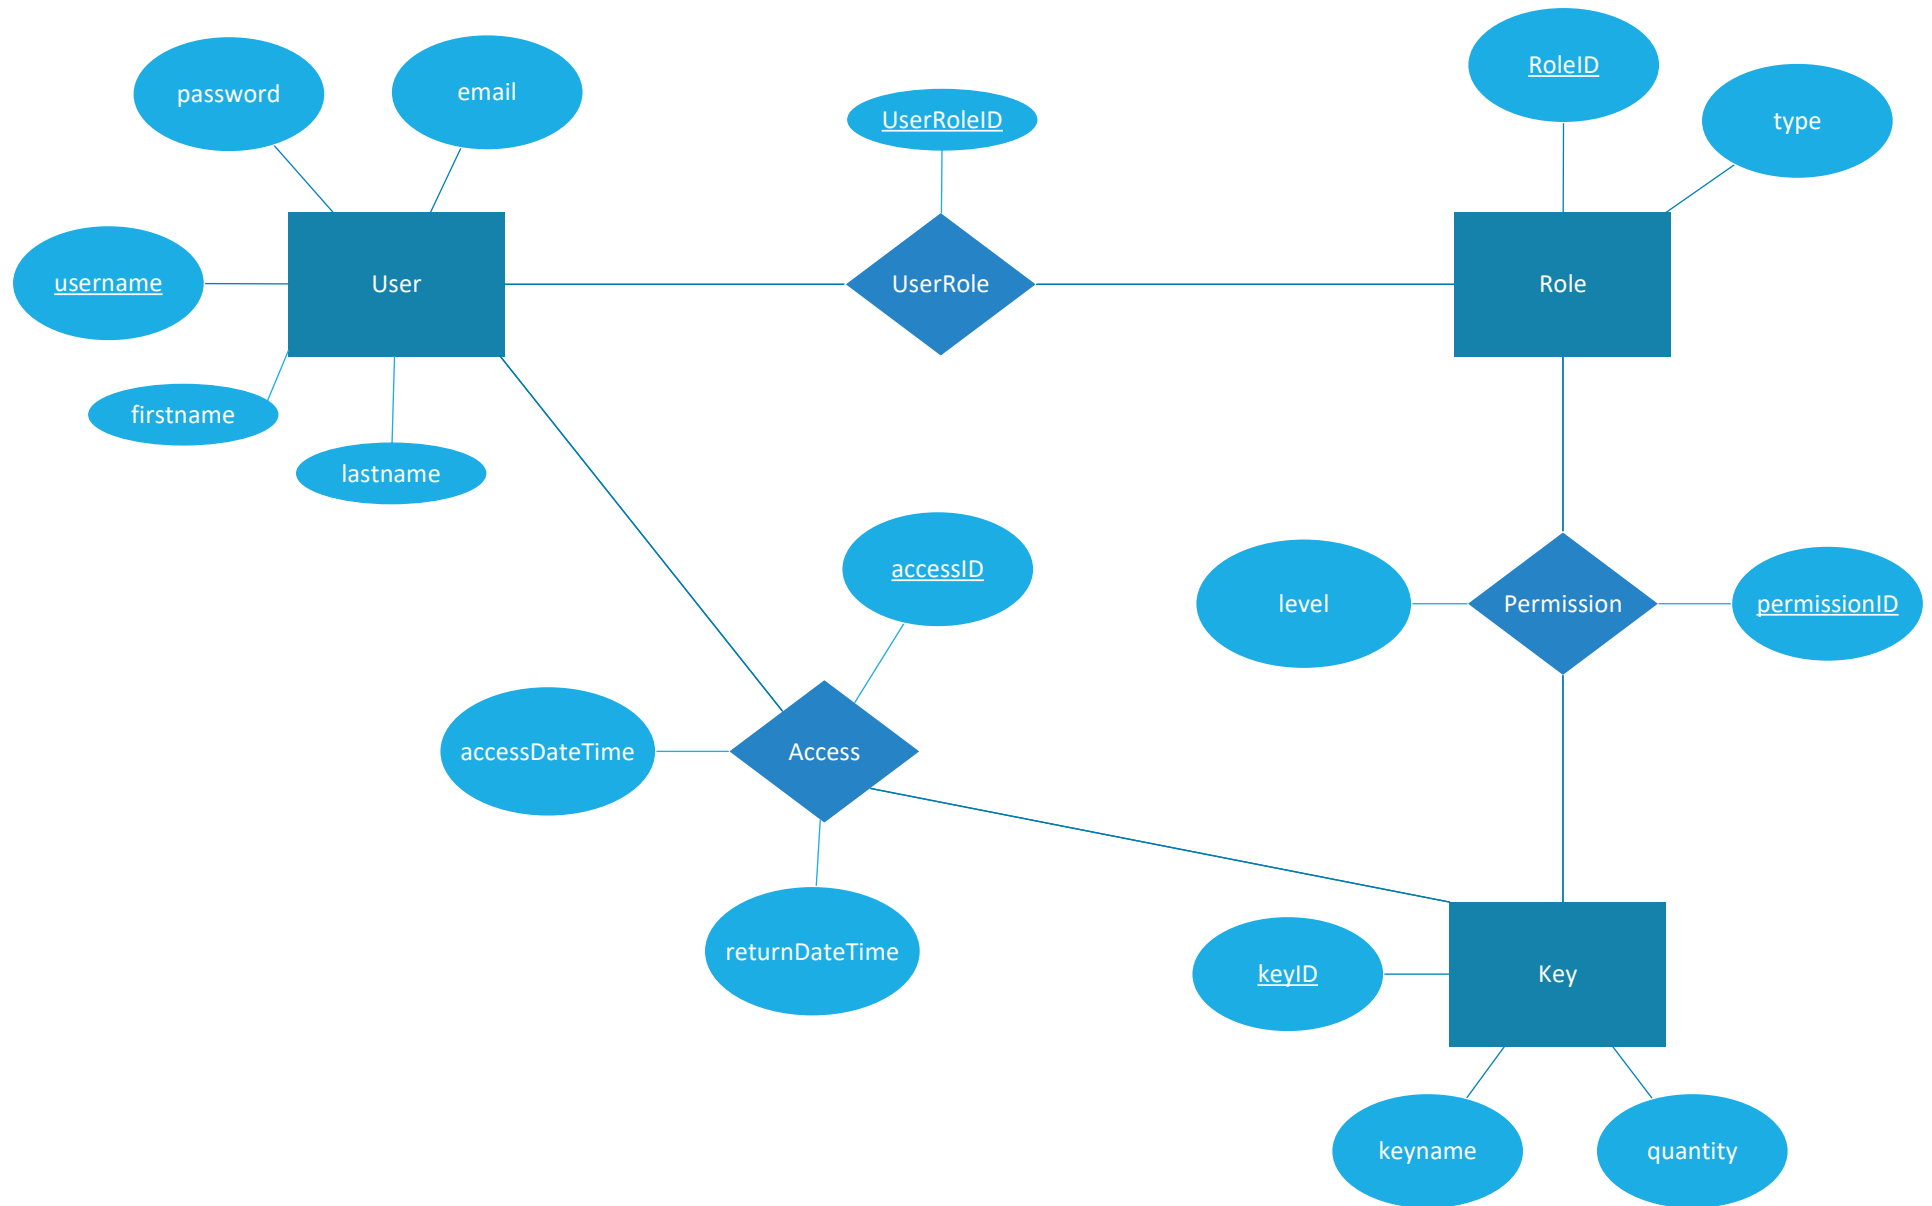 RoleID
password
email
UserRoleID
type
username
User
UserRole
Role
firstname
lastname
accessID
level
Permission
permissionID
accessDateTime
Access
returnDateTime
keyID
Key
keyname
quantity